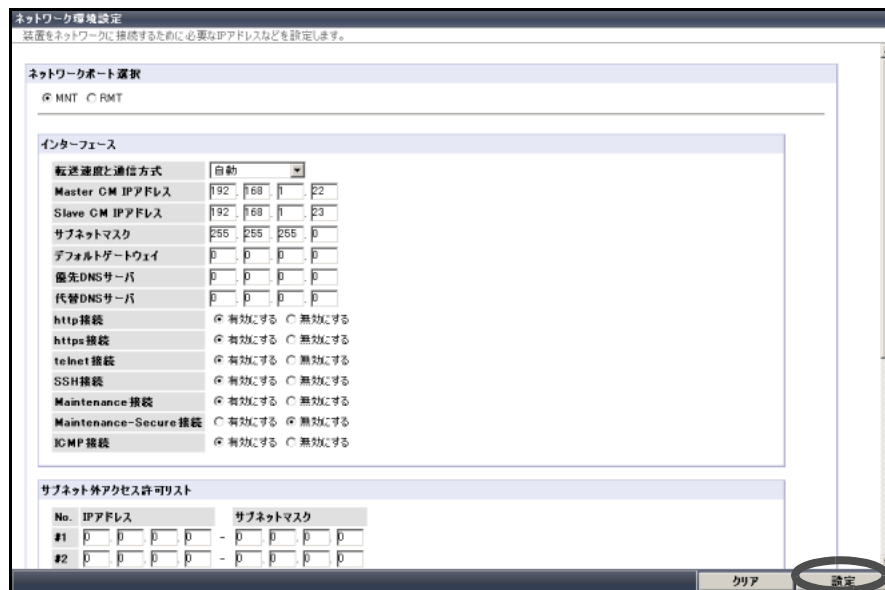 ネットワーク環境設定
装置をネットワークに接続するために必要なIPアドレスなどを設定します。
ネットワークポート選択
MNT RMT
インターフェース
転送速度と通信方式 自動
Master CM IPアドレス 192 . 168 . 1 . 22
Slave CM IPアドレス 192 . 168 . 1 . 23
サブネットマスク 255 . 255 . 255 . 0
デフォルトゲートウェイ 0 . 0 . 0 . 0
優先DNSサーバ 0 . 0 . 0 . 0
代替DNSサーバ 0 . 0 . 0 . 0
http接続 有効にする 無効にする
https接続 有効にする 無効にする
telnet接続 有効にする 無効にする
SSH接続 有効にする 無効にする
Maintenance接続 有効にする 無効にする
Maintenance-Secure接続 有効にする 無効にする
ICMP接続 有効にする 無効にする
サブネット外アクセス許可リスト
No. IPアドレス サブネットマスク
#1 0 . 0 . 0 . 0 - 0 . 0 . 0 . 0
#2 0 . 0 . 0 . 0 - 0 . 0 . 0 . 0
クリア 設定